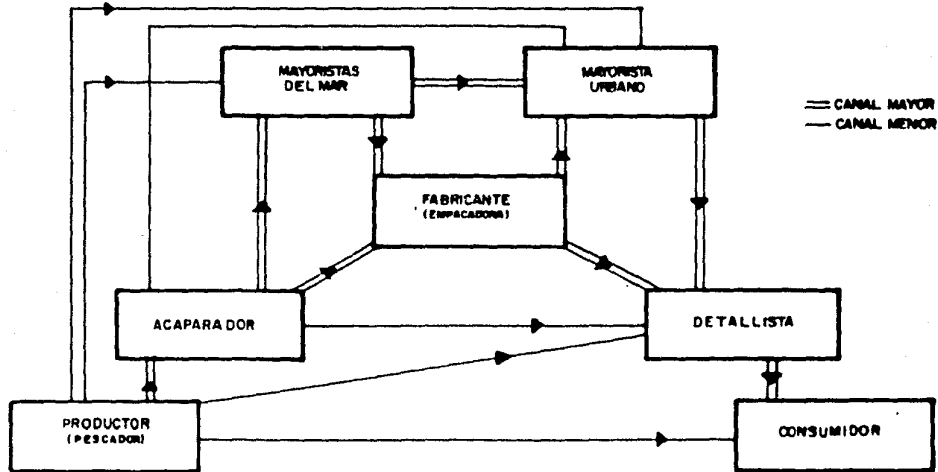 MAYORISTAS
DEL MAR
MAYORISTA
URBANO
CANAL MAYOR
CANAL MENOR
FABRICANTE
(EMPACADORA)
ACAPARADOR
DETALLISTA
PRODUCTOR
(PESCADOR)
CONSUMIDOR